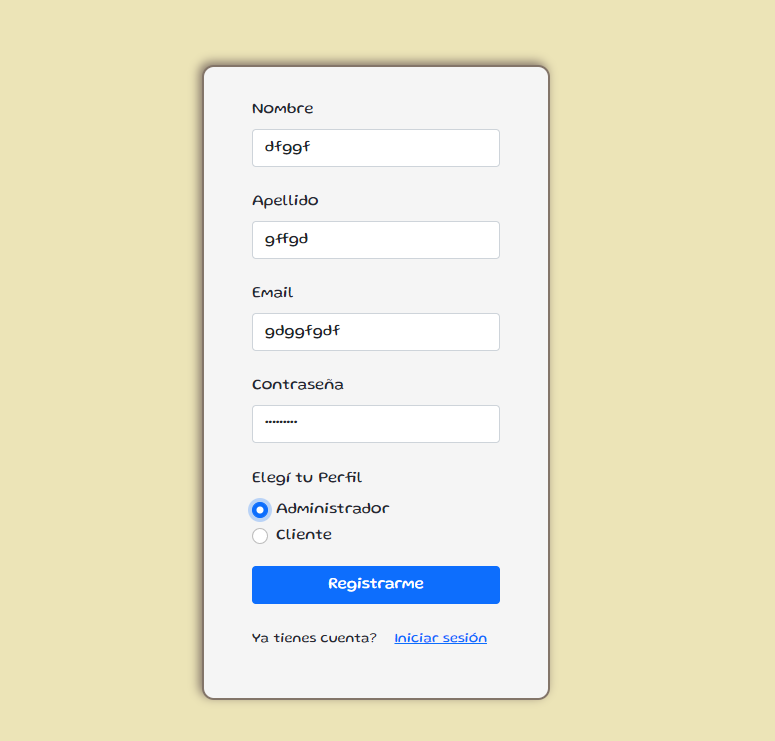 Nombre
dfggf
Apellido
gffgd
Email
gdggfgdf
Contraseña
•••••••••
Elegí tu Perfil
Administrador
Cliente
Registrarme
Ya tienes cuenta? Iniciar sesión